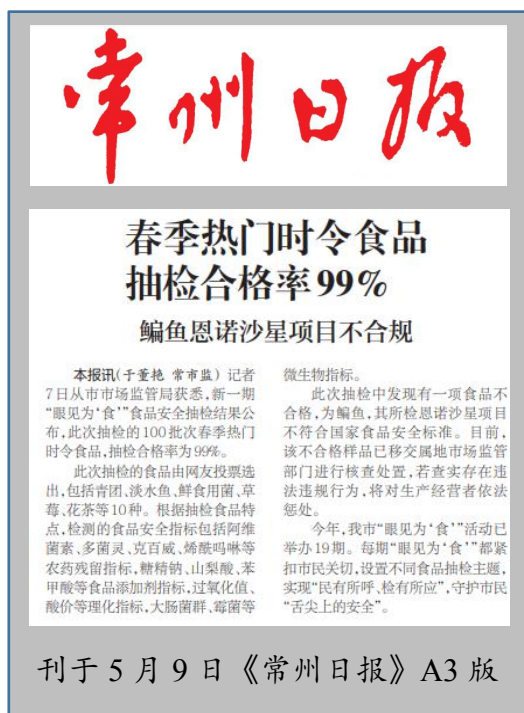 常州日报
春季热门时令食品
抽检合格率99%
鳊鱼恩诺沙星项目不合规
本报讯(于董艳 常市监) 记者
7日从市市场监管局获悉,新一期
“眼见为‘食’”食品安全抽检结果公
布,此次抽检的100批次春季热门
时令食品,抽检合格率为99%。
此次抽检的食品由网友投票选
出,包括青团、淡水鱼、鲜食用菌、草
莓、花茶等10种。根据抽检食品特
点,检测的食品安全指标包括阿维
菌素、多菌灵、克百威、烯酰吗啉等
农药残留指标,糖精钠、山梨酸、苯
甲酸等食品添加剂指标,过氧化值、
酸价等理化指标,大肠菌群、霉菌等
微生物指标。
此次抽检中发现有一项食品不
合格,为鳊鱼,其所检恩诺沙星项目
不符合国家食品安全标准。目前,
该不合格样品已移交属地市场监管
部门进行核查处置,若查实存在违
法违规行为,将对生产经营者依法
惩处。
今年,我市“眼见为‘食’”活动已
举办19期。每期“眼见为‘食’”都紧
扣市民关切,设置不同食品抽检主题,
实现“民有所呼、检有所应”,守护市民
“舌尖上的安全”。
刊于5月9日《常州日报》A3版